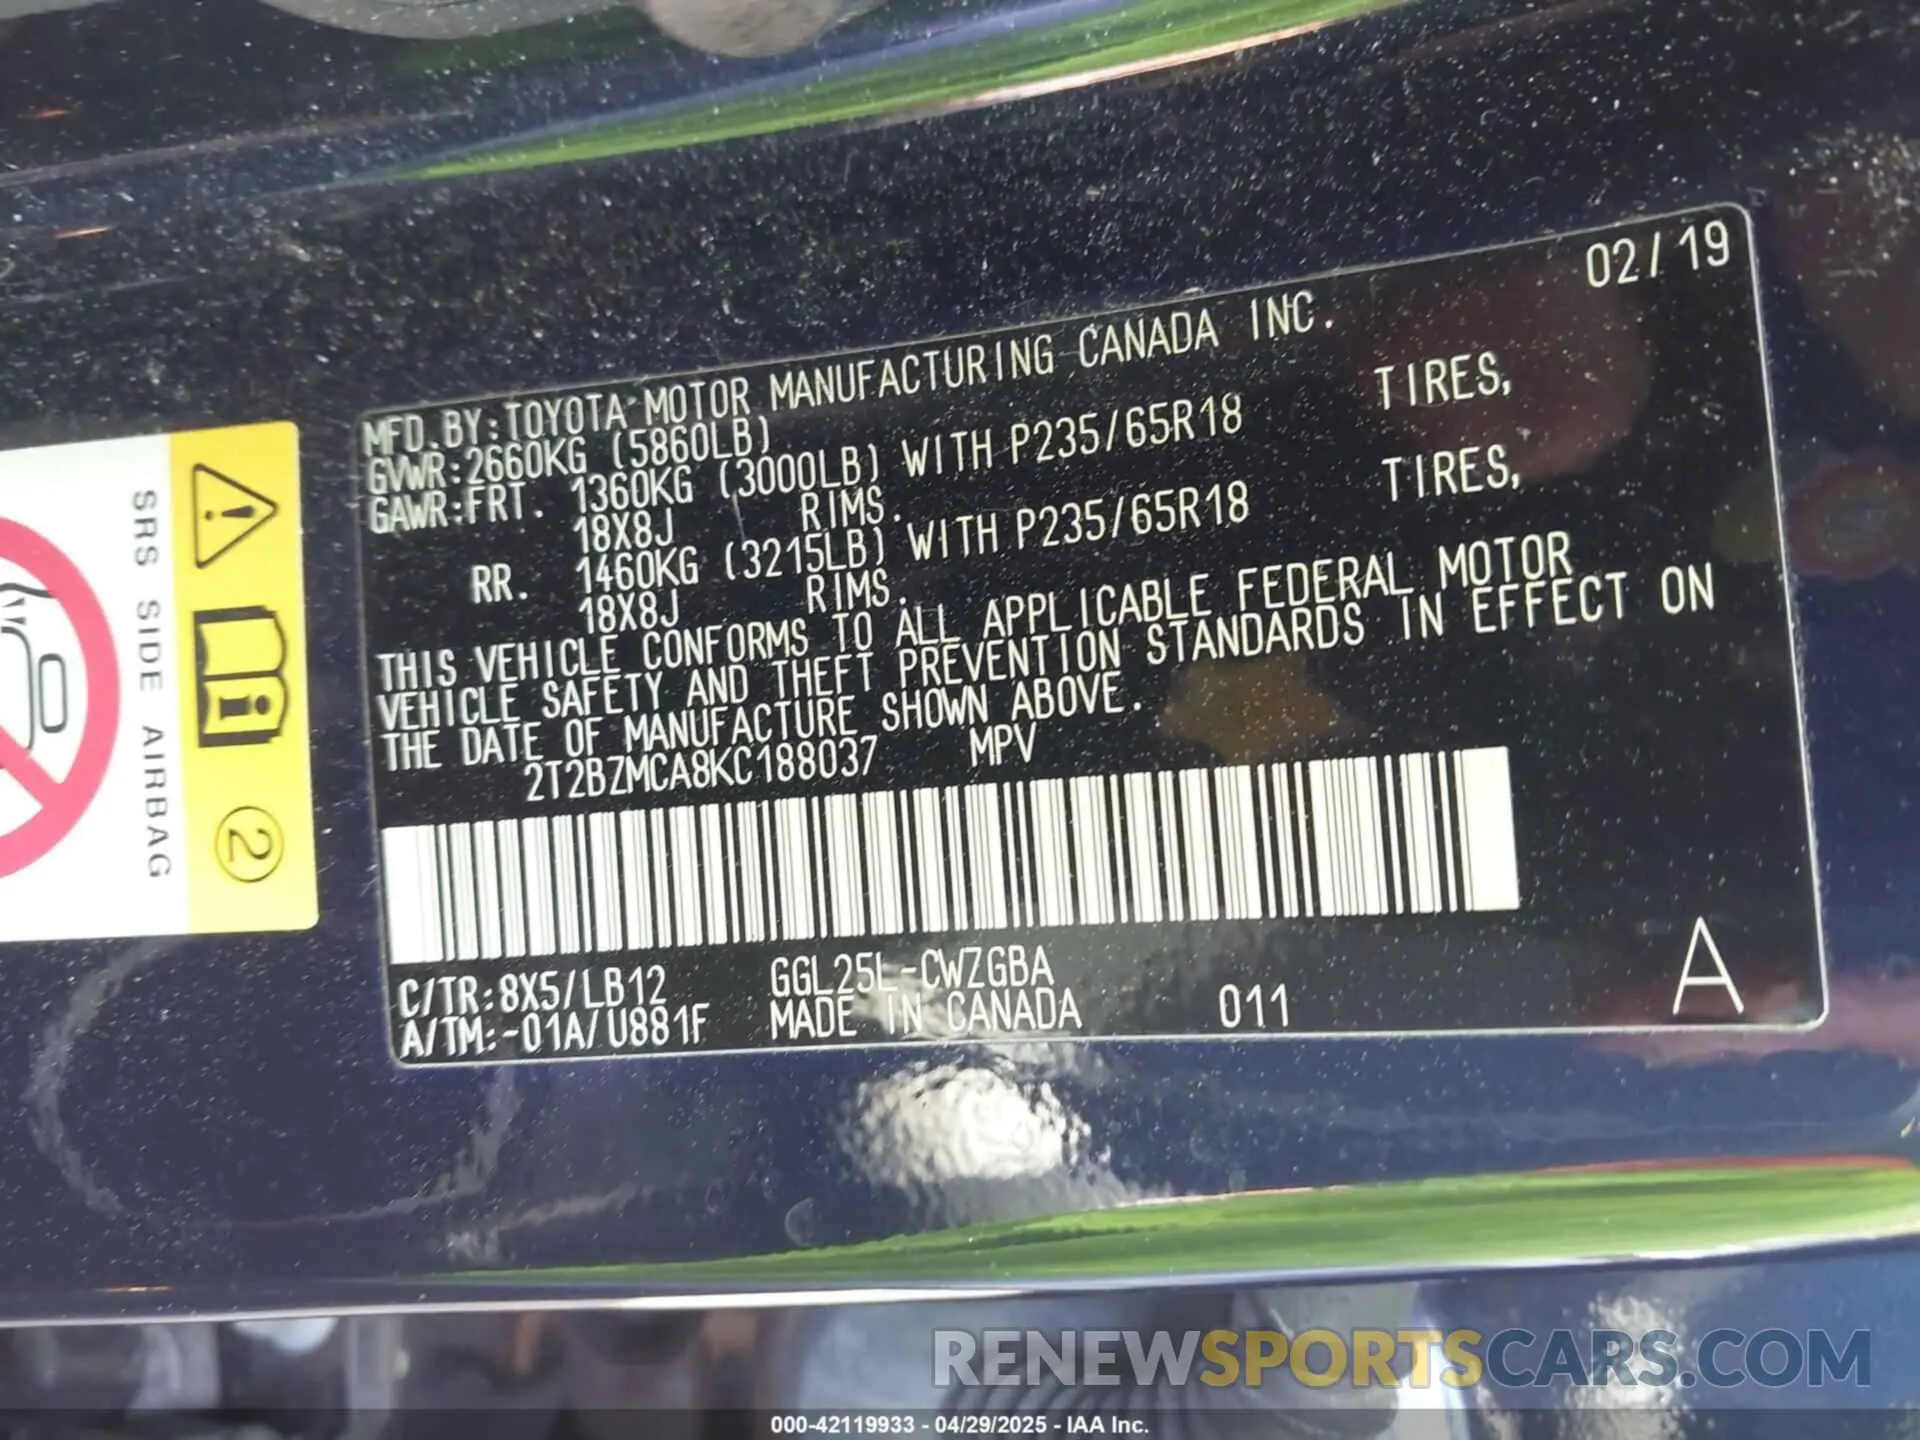 02/19
MFD.BY:TOYOTA MOTOR MANUFACTURING CANADA INC.
GVWR:2660KG (5860LB)
GAWR:FRT. 1360KG (3000LB) WITH P235/65R18 TIRES,
18X8J RIMS.
RR. 1460KG (3215LB) WITH P235/65R18 TIRES,
18X8J RIMS.
THIS VEHICLE CONFORMS TO ALL APPLICABLE FEDERAL MOTOR
VEHICLE SAFETY AND THEFT PREVENTION STANDARDS IN EFFECT ON
THE DATE OF MANUFACTURE SHOWN ABOVE.
2T2BZMCA8KC188037 MPV
C/TR:8X5/LB12 GGL25L-CWZGBA
A/TM:-01A/U881F MADE IN CANADA 011 A
SRS SIDE AIRBAG
2
RENEWSPORTSCARS.COM
000-42119933 - 04/29/2025 - IAA Inc.